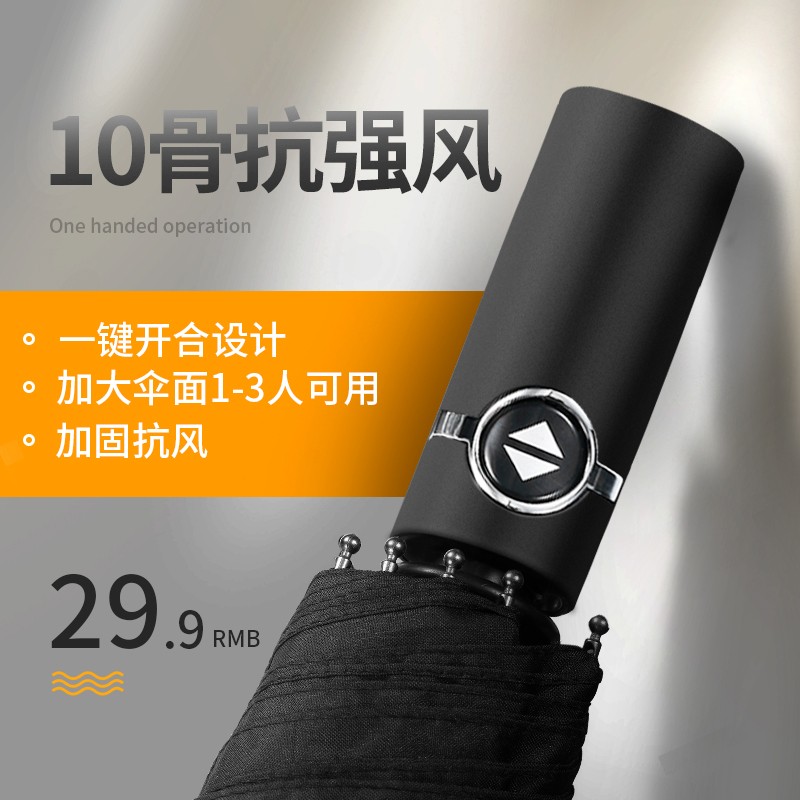 10骨抗强风
One handed operation
一键开合设计
加大伞面1-3人可用
加固抗风
29.9 RMB